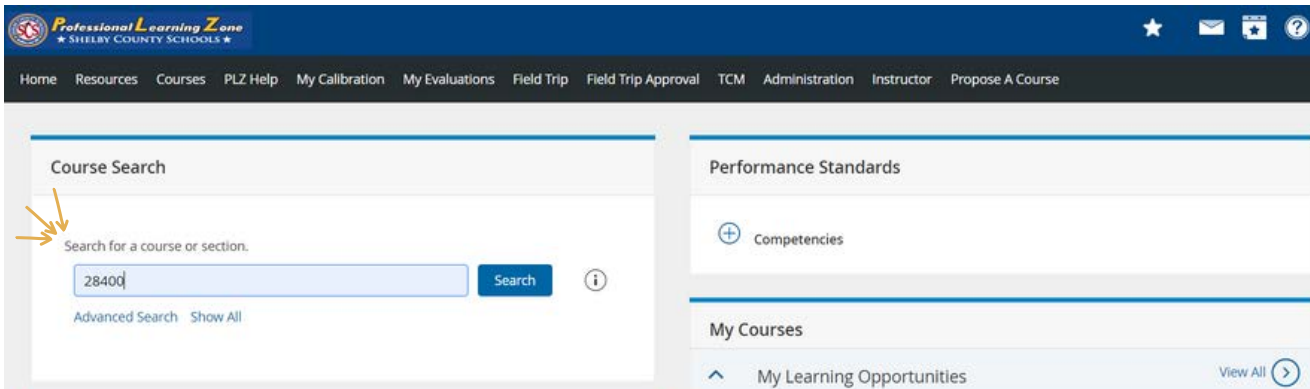 SCS
Professional Learning Zone
★ SHELBY COUNTY SCHOOLS ★
Home Resources Courses PLZ Help My Calibration My Evaluations Field Trip Field Trip Approval TCM Administration Instructor Propose A Course
Course Search
Search for a course or section.
28400
Search
Advanced Search Show All
Performance Standards
Competencies
My Courses
My Learning Opportunities
View All